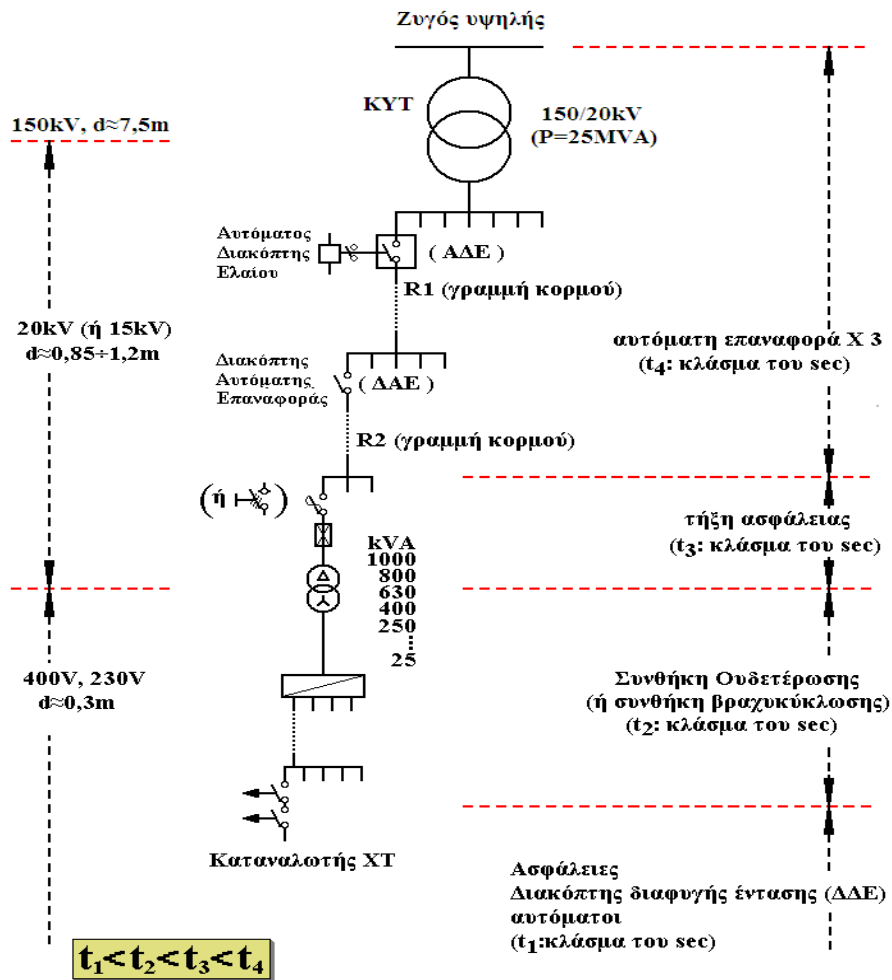 Ζυγός υψηλής
ΚΥΤ
150/20kV
(P=25MVA)
150kV, d≈7,5m
Αυτόματος
Διακόπτης
Ελαίου
( ΑΔΕ )
R1 (γραμμή κορμού)
20kV (ή 15kV)
d≈0,85÷1,2m
αυτόματη επαναφορά Χ 3
(t4: κλάσμα του sec)
Διακόπτης
Αυτόματης
Επαναφοράς
( ΔΑΕ )
R2 (γραμμή κορμού)
(ή )
τήξη ασφάλειας
(t3: κλάσμα του sec)
kVA
1000
800
630
400
250
25
Δ
400V, 230V
d≈0,3m
Συνθήκη Ουδετέρωσης
(ή συνθήκη βραχυκύκλωσης)
(t2: κλάσμα του sec)
Καταναλωτής ΧΤ
Ασφάλειες
Διακόπτης διαφυγής έντασης (ΔΔΕ)
αυτόματοι
(t1:κλάσμα του sec)
t1<t2<t3<t4